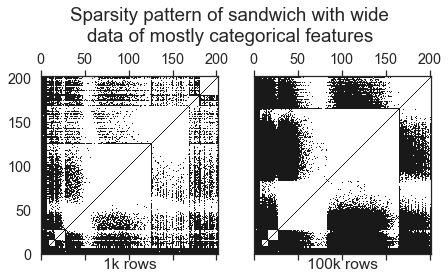 Sparsity pattern of sandwich with wide
data of mostly categorical features
0 50 100 150 200 0 50 100 150 200
200
150
100
50
0
1k rows 100k rows